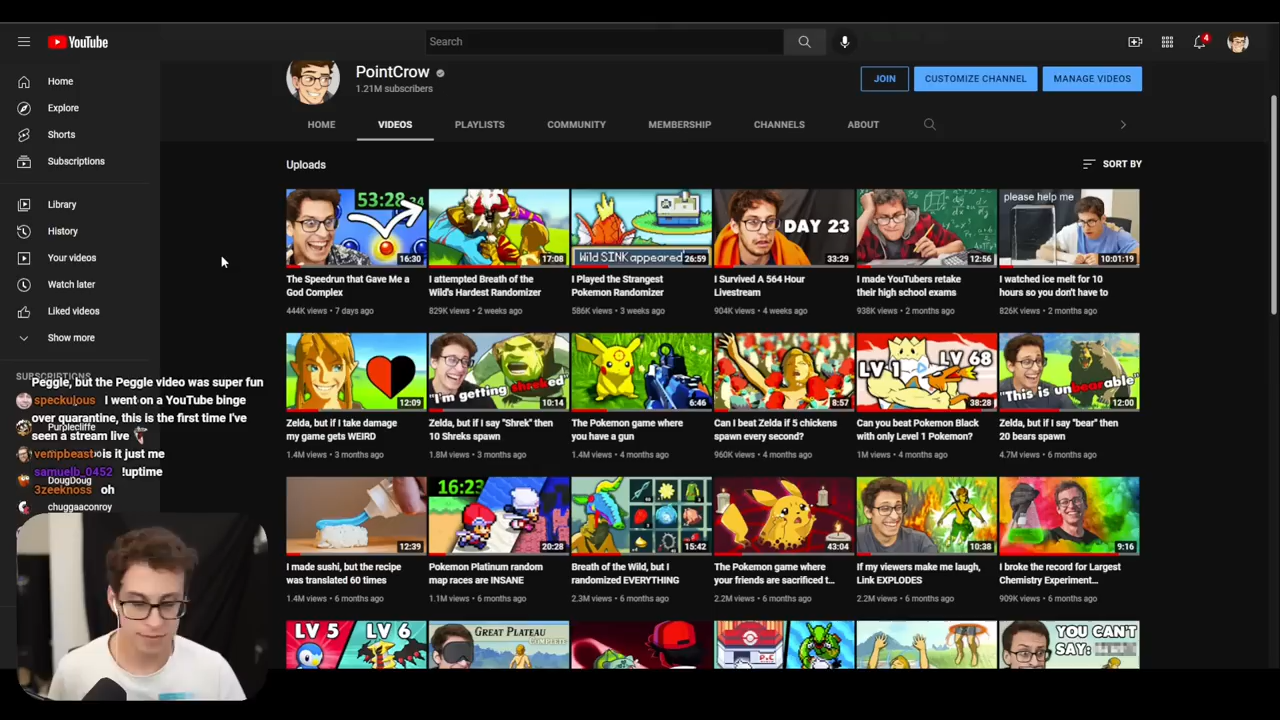 YouTube
Search
4
PointCrow
1.21M subscribers
JOIN
CUSTOMIZE CHANNEL
MANAGE VIDEOS
HOME
VIDEOS
PLAYLISTS
COMMUNITY
MEMBERSHIP
CHANNELS
ABOUT
Home
Explore
Shorts
Subscriptions
Library
History
Your videos
Watch later
Liked videos
Show more
SUBSCRIPTIONS
Purplecliffe
DougDoug
chuggaaconroy
Peggle, but the Peggle video was super fun
speckulous I went on a YouTube binge
over quarantine, this is the first time I've
seen a stream live
vempbeast is it just me
samuelb_0452 !uptime
3zeeknoss oh
Uploads
SORT BY
53:28.24
16:30
The Speedrun that Gave Me a
God Complex
444K views • 7 days ago
17:08
I attempted Breath of the
Wild's Hardest Randomizer
829K views • 2 weeks ago
Wild SINK appeared
26:59
I Played the Strangest
Pokemon Randomizer
586K views • 3 weeks ago
DAY 23
33:29
I Survived A 564 Hour
Livestream
904K views • 4 weeks ago
12:56
I made YouTubers retake
their high school exams
938K views • 2 months ago
please help me
10:01:19
I watched ice melt for 10
hours so you don't have to
826K views • 2 months ago
12:09
Zelda, but if I take damage
my game gets WEIRD
1.4M views • 3 months ago
"I'm getting shreked"
10:14
Zelda, but if I say "Shrek" then
10 Shreks spawn
1.8M views • 3 months ago
6:46
The Pokemon game where
you have a gun
1.4M views • 4 months ago
8:57
Can I beat Zelda if 5 chickens
spawn every second?
960K views • 4 months ago
LV 1
LV 68
38:28
Can you beat Pokemon Black
with only Level 1 Pokemon?
1M views • 4 months ago
"This is unbearable"
12:00
Zelda, but if I say "bear" then
20 bears spawn
4.7M views • 6 months ago
12:39
I made sushi, but the recipe
was translated 60 times
1.4M views • 6 months ago
16:23
20:28
Pokemon Platinum random
map races are INSANE
1.1M views • 6 months ago
15:42
Breath of the Wild, but I
randomized EVERYTHING
2.3M views • 6 months ago
43:04
The Pokemon game where
your friends are sacrificed t...
2.2M views • 6 months ago
10:38
If my viewers make me laugh,
Link EXPLODES
2.2M views • 6 months ago
9:16
I broke the record for Largest
Chemistry Experiment...
909K views • 6 months ago
LV 5
LV 6
GREAT PLATEAU
P.C
YOU CAN'T
SAY: